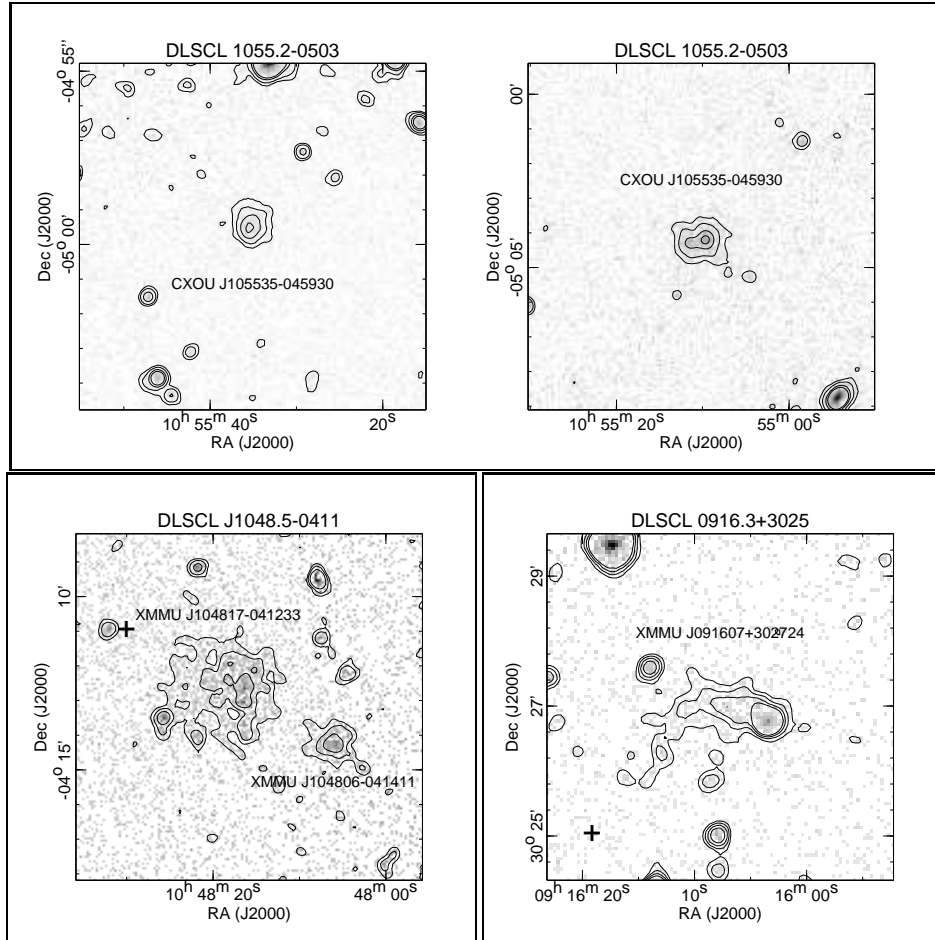 DLSCL 1055.2-0503
-04° 55"
-05° 00'
Dec (J2000)
CXOU J105535-045930
10h 55m 40s
20s
RA (J2000)
DLSCL 1055.2-0503
00'
-05° 05'
Dec (J2000)
CXOU J105535-045930
10h 55m 20s
55m 00s
RA (J2000)
DLSCL J1048.5-0411
10'
-04° 15'
Dec (J2000)
XMMU J104817-041233
XMMU J104806-041411
10h 48m 20s
48m 00s
RA (J2000)
DLSCL 0916.3+3025
29'
27'
30° 25'
Dec (J2000)
XMMU J091607+302724
09h 16m 20s
10s
16m 00s
RA (J2000)